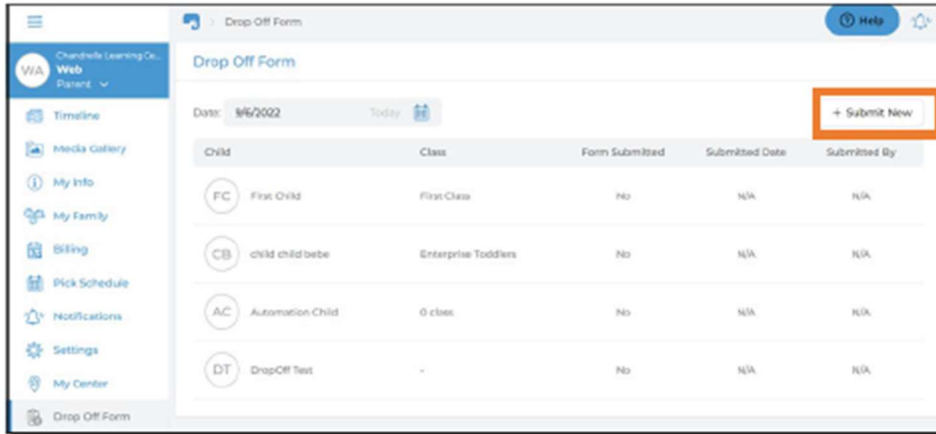 Drop Off Form
Help
WA
Chandrelle Learning Ce...
Web
Parent
Drop Off Form
Timeline
Media Gallery
My Info
My Family
Billing
Pick Schedule
Notifications
Settings
My Center
Drop Off Form
Date: 9/6/2022 Today
+ Submit New
Child Class Form Submitted Submitted Date Submitted By
FC First Child First Class No N/A N/A
CB child child bebe Enterprise Toddlers No N/A N/A
AC Automation Child 0 class No N/A N/A
DT DropOff Test - No N/A N/A